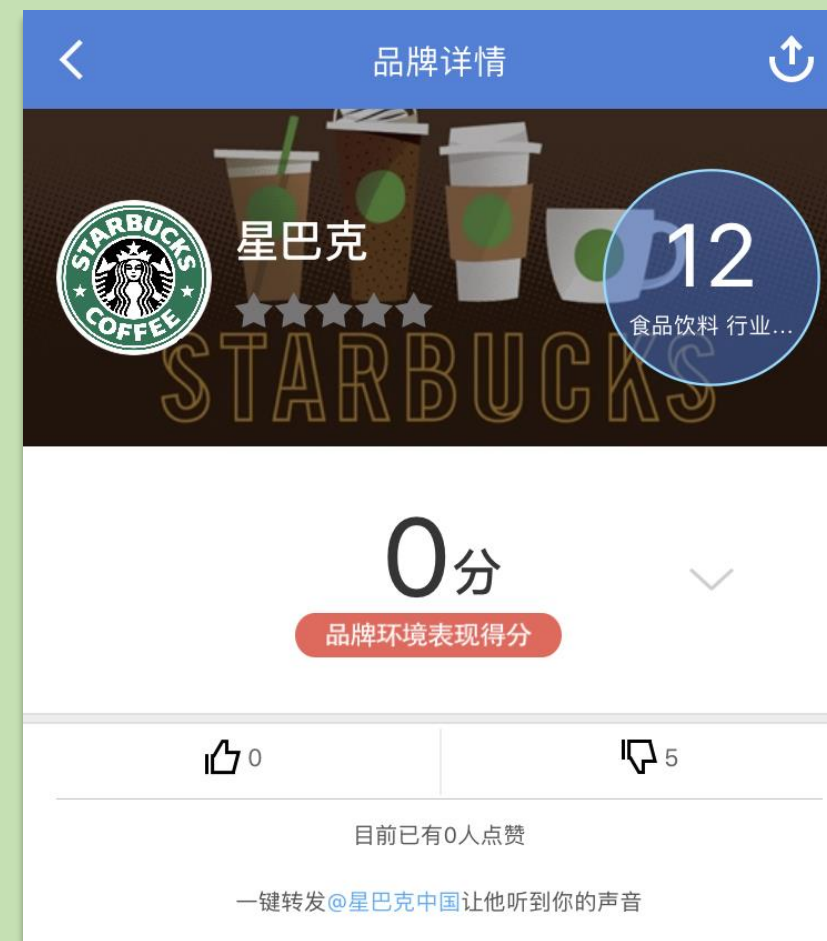 品牌详情
STARBUCKS
COFFEE
星巴克
12
食品饮料 行业...
STARBUCKS
0分
品牌环境表现得分
0
5
目前已有0人点赞
一键转发@星巴克中国让他听到你的声音